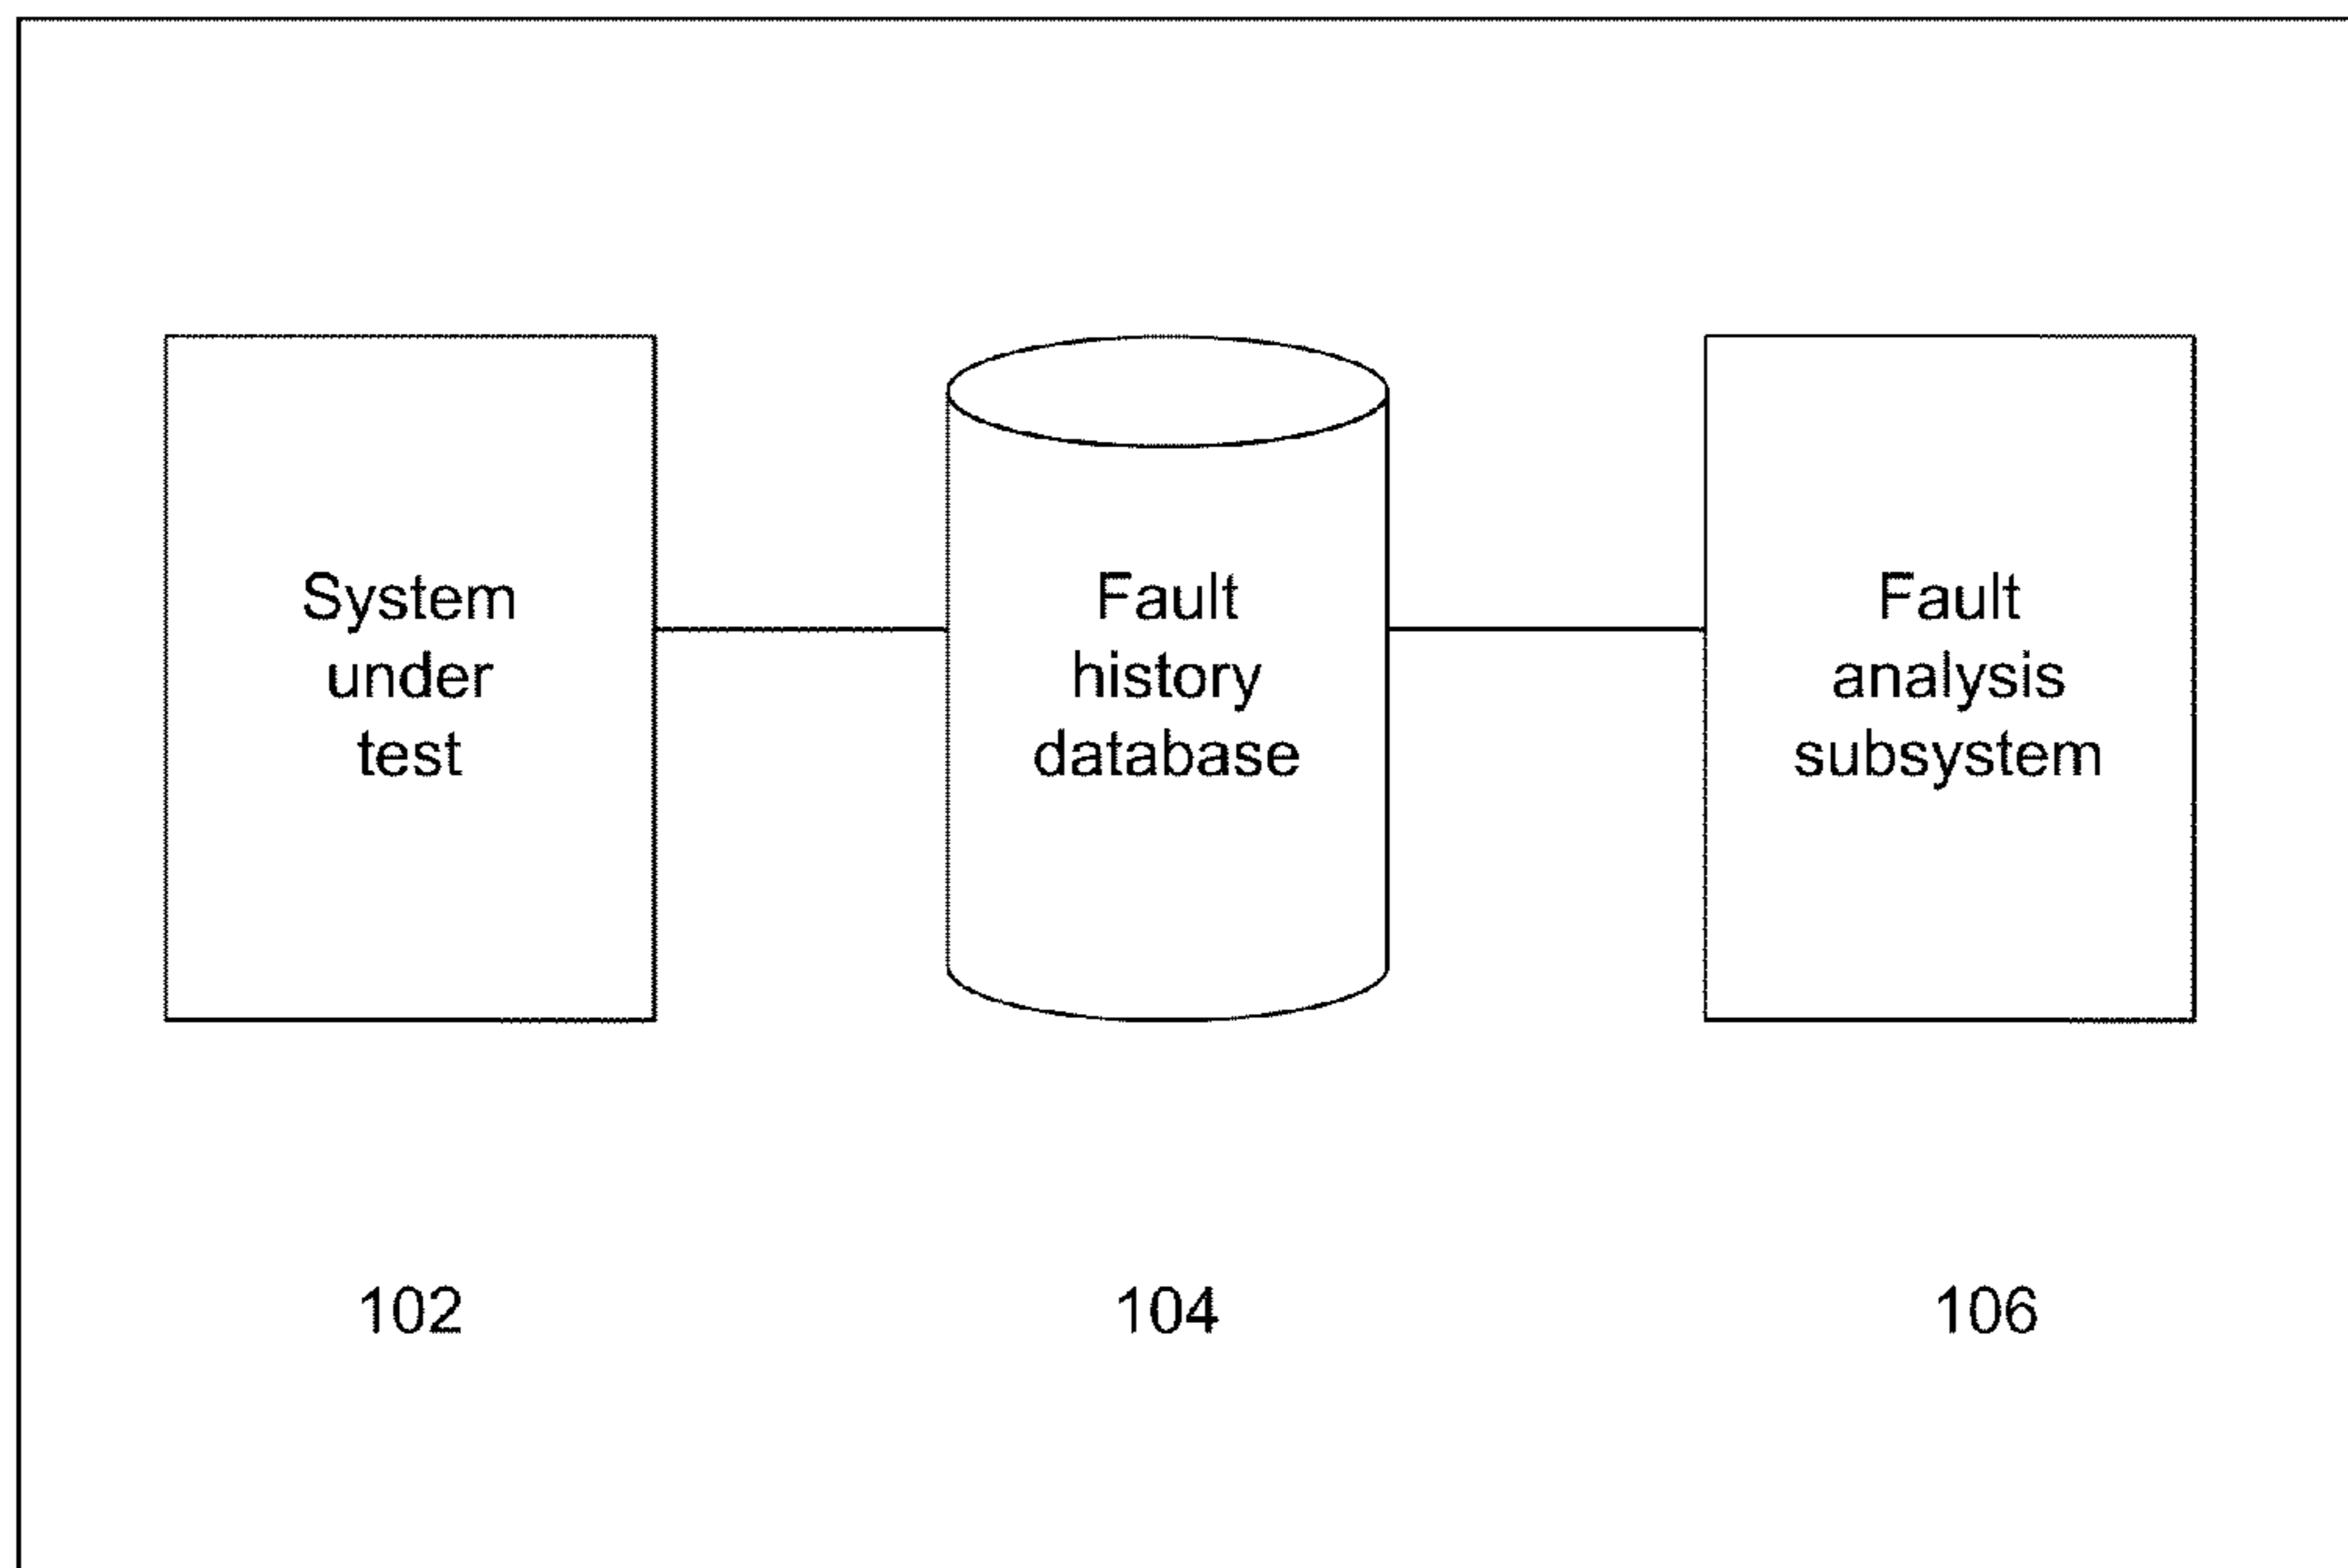 System
under
test
Fault
history
database
Fault
analysis
subsystem
102
104
106